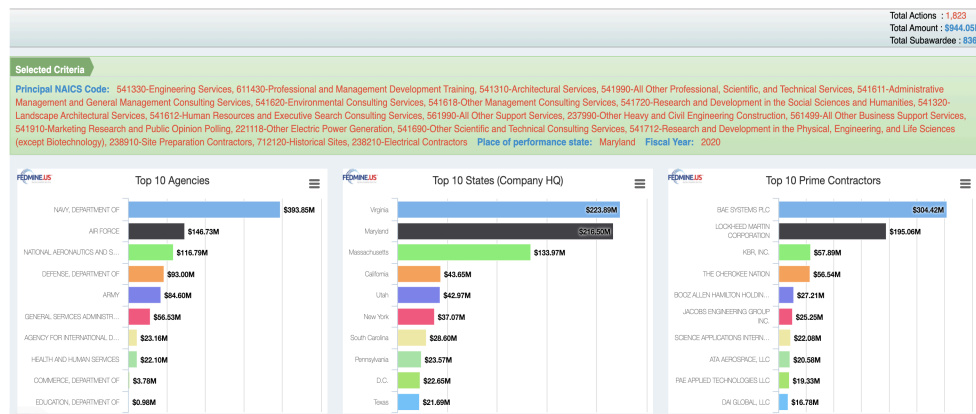 Total Actions : 1,823
Total Amount : $944.05
Total Subawardee : 836
Selected Criteria
Principal NAICS Code: 541330-Engineering Services, 611430-Professional and Management Development Training, 541310-Architectural Services, 541990-All Other Professional, Scientific, and Technical Services, 541611-Administrative
Management and General Management Consulting Services, 541620-Environmental Consulting Services, 541618-Other Management Consulting Services, 541720-Research and Development in the Social Sciences and Humanities, 541320-
Landscape Architectural Services, 541612-Human Resources and Executive Search Consulting Services, 561990-All Other Support Services, 237990-Other Heavy and Civil Engineering Construction, 561499-All Other Business Support Services,
541910-Marketing Research and Public Opinion Polling, 221118-Other Electric Power Generation, 541690-Other Scientific and Technical Consulting Services, 541712-Research and Development in the Physical, Engineering, and Life Sciences
(except Biotechnology), 238910-Site Preparation Contractors, 712120-Historical Sites, 238210-Electrical Contractors Place of performance state: Maryland Fiscal Year: 2020
FEDMINE.US
Top 10 Agencies
NAVY, DEPARTMENT OF $393.85M
AIR FORCE $146.73M
NATIONAL AERONAUTICS AND S... $116.79M
DEFENSE, DEPARTMENT OF $93.00M
ARMY $84.60M
GENERAL SERVICES ADMINISTR... $56.53M
AGENCY FOR INTERNATIONAL D... $23.16M
HEALTH AND HUMAN SERVICES $22.10M
COMMERCE, DEPARTMENT OF $3.78M
EDUCATION, DEPARTMENT OF $0.98M
FEDMINE.US
Top 10 States (Company HQ)
Virginia $223.89M
Maryland $216.50M
Massachusetts $133.97M
California $43.65M
Utah $42.97M
New York $37.07M
South Carolina $28.60M
Pennsylvania $23.57M
D.C. $22.65M
Texas $21.69M
FEDMINE.US
Top 10 Prime Contractors
BAE SYSTEMS PLC $304.42M
LOCKHEED MARTIN
CORPORATION $195.06M
KBR, INC. $57.89M
THE CHEROKEE NATION $56.54M
BOOZ ALLEN HAMILTON HOLDIN... $27.21M
JACOBS ENGINEERING GROUP
INC. $25.25M
SCIENCE APPLICATIONS INTERN... $22.08M
ATA AEROSPACE, LLC $20.58M
PAE APPLIED TECHNOLOGIES LLC $19.33M
DAI GLOBAL, LLC $16.78M